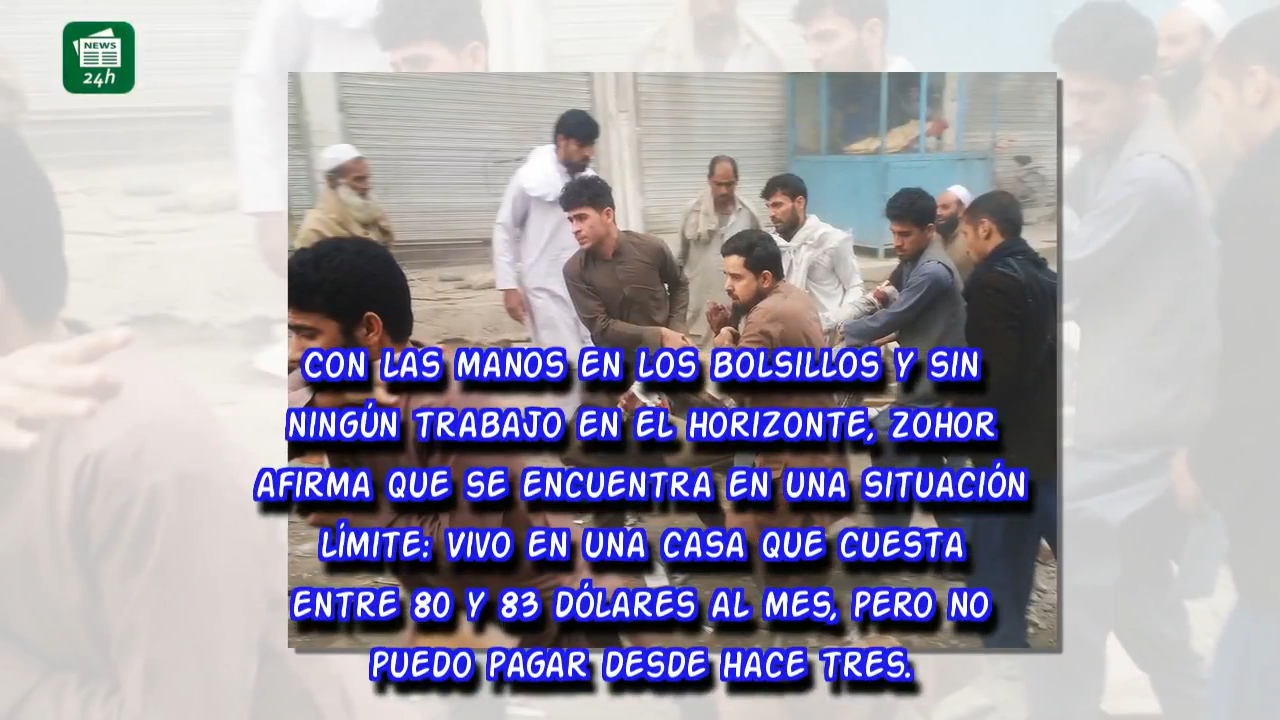 NEWS
24h
CON LAS MANOS EN LOS BOLSILLOS Y SIN
NINGÚN TRABAJO EN EL HORIZONTE, ZOHOR
AFIRMA QUE SE ENCUENTRA EN UNA SITUACIÓN
LÍMITE: VIVO EN UNA CASA QUE CUESTA
ENTRE 80 Y 83 DÓLARES AL MES, PERO NO
PUEDO PAGAR DESDE HACE TRES.